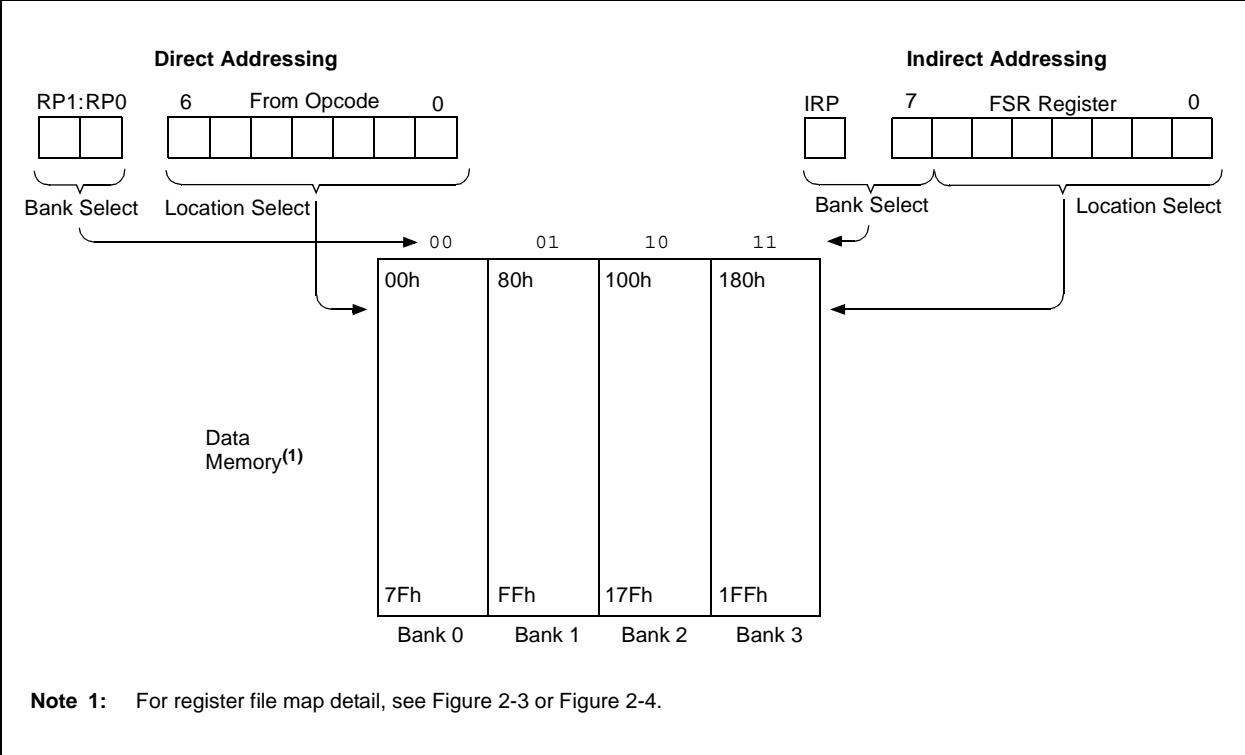 Direct Addressing
Indirect Addressing
RP1:RP0 6 From Opcode 0
IRP 7 FSR Register 0
Bank Select Location Select
Bank Select Location Select
00 01 10 11
00h 80h 100h 180h
Data
Memory(1)
7Fh FFh 17Fh 1FFh
Bank 0 Bank 1 Bank 2 Bank 3
Note 1: For register file map detail, see Figure 2-3 or Figure 2-4.